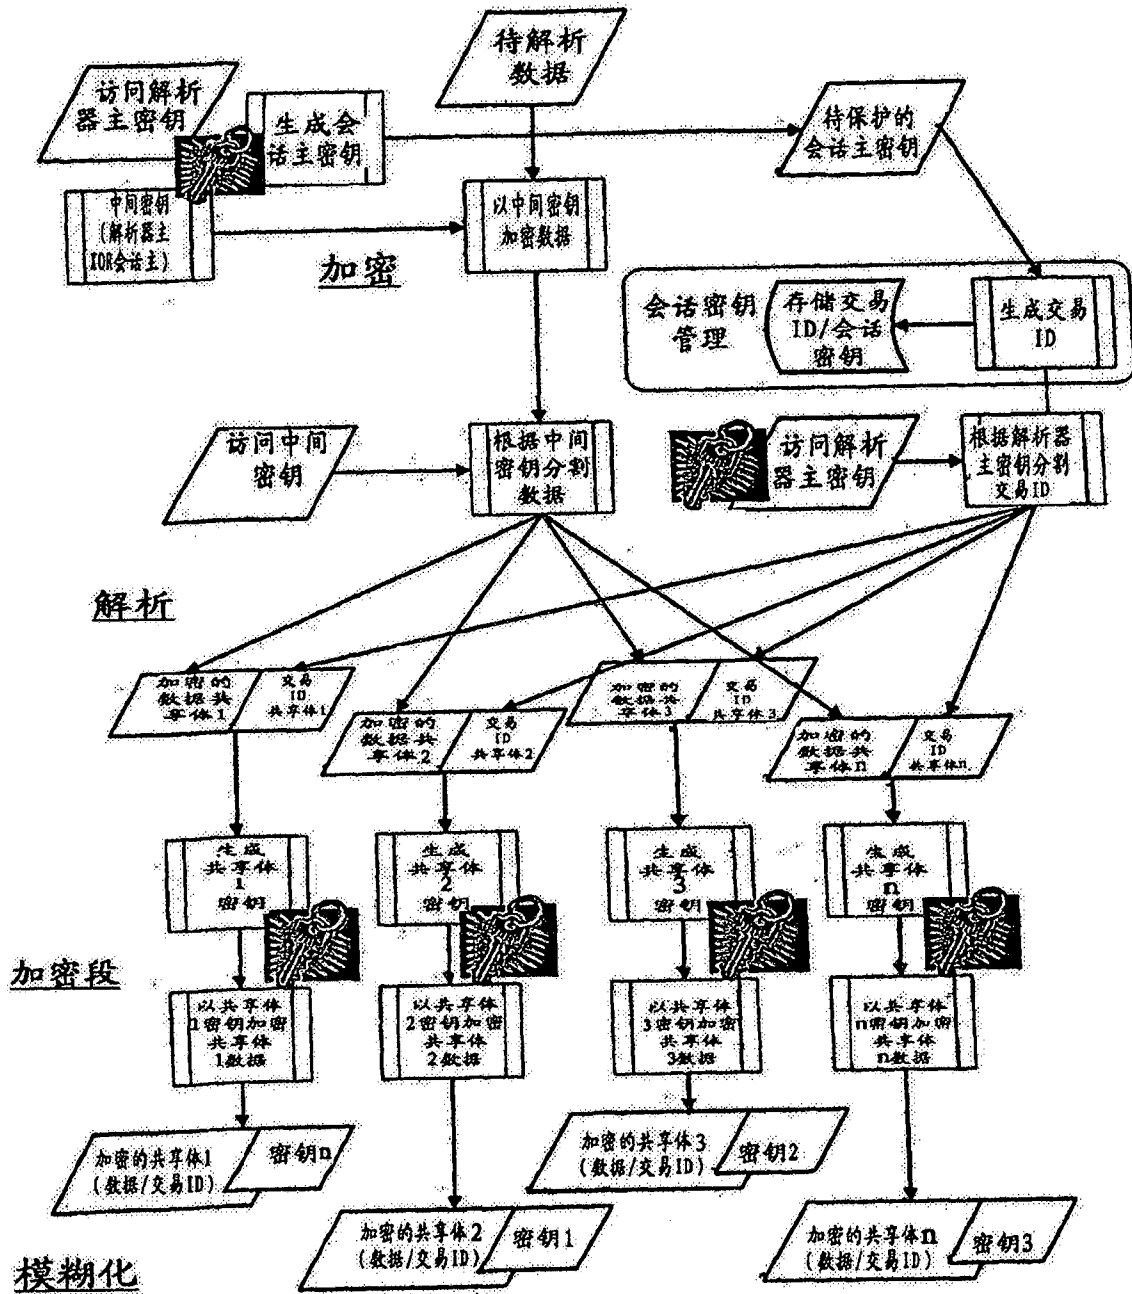 待解析
数据
访问解析
器主密钥
生成会
话主密钥
待保护的
会话主密钥
中间密钥
(解析器主
XOR会话主)
以中间密钥
加密数据
加密
会话密钥
管理
存储交易
ID/会话
密钥
生成交易
ID
访问中间
密钥
根据中间
密钥分割
数据
访问解析
器主密钥
根据解析器
主密钥分割
交易ID
解析
加密的
数据共
享体1
交易
ID
共享体1
加密的
数据共
享体2
交易
ID
共享体2
加密的
数据共
享体3
交易
ID
共享体3
加密的
数据共
享体n
交易
ID
共享体n
生成
共享体
1
密钥
生成
共享体
2
密钥
生成
共享体
3
密钥
生成
共享体
n
密钥
加密段
以共享体
1密钥加密
共享体
1数据
以共享体
2密钥加密
共享体
2数据
以共享体
3密钥加密
共享体
3数据
以共享体
n密钥加密
共享体
n数据
加密的共享体1
(数据/交易ID)
密钥n
加密的共享体2
(数据/交易ID)
密钥1
加密的共享体3
(数据/交易ID)
密钥2
加密的共享体n
(数据/交易ID)
密钥3
模糊化